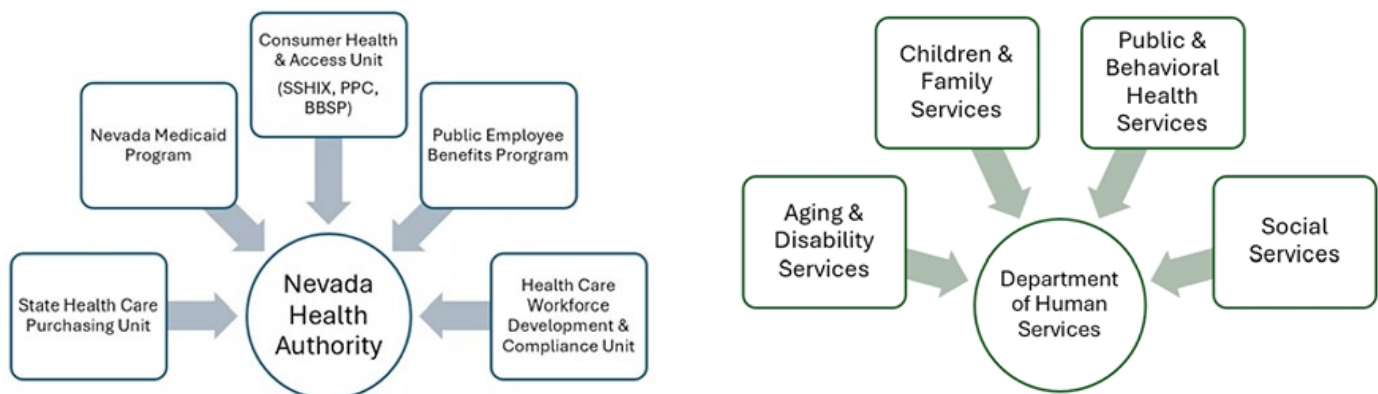 Consumer Health
& Access Unit
(SSHIX, PPC,
BBSP)
Nevada Medicaid
Program
Public Employee
Benefits Prorgram
State Health Care
Purchasing Unit
Nevada
Health
Authority
Health Care
Workforce
Development &
Compliance Unit
Children &
Family
Services
Public &
Behavioral
Health
Services
Aging &
Disability
Services
Social
Services
Department
of Human
Services